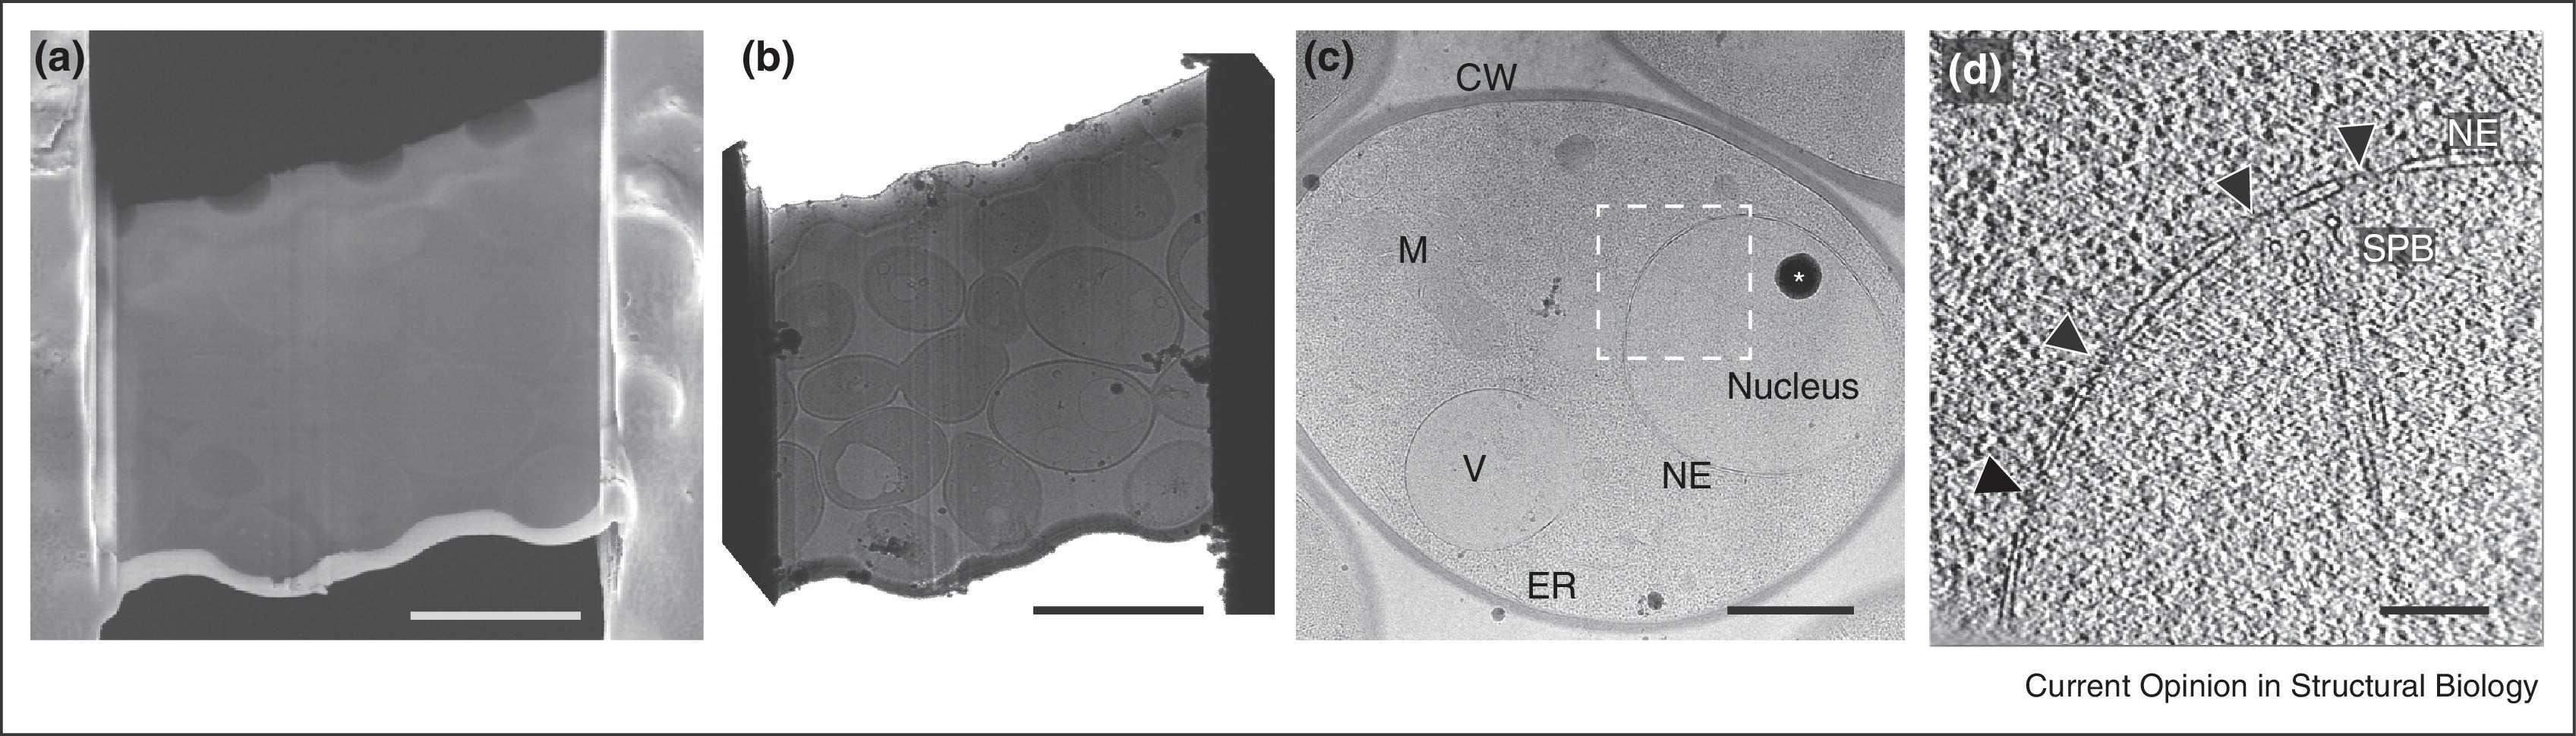 (a)
(b)
(c)
CW
M
*
Nucleus
V
NE
ER
(d)
NE
SPB
Current Opinion in Structural Biology